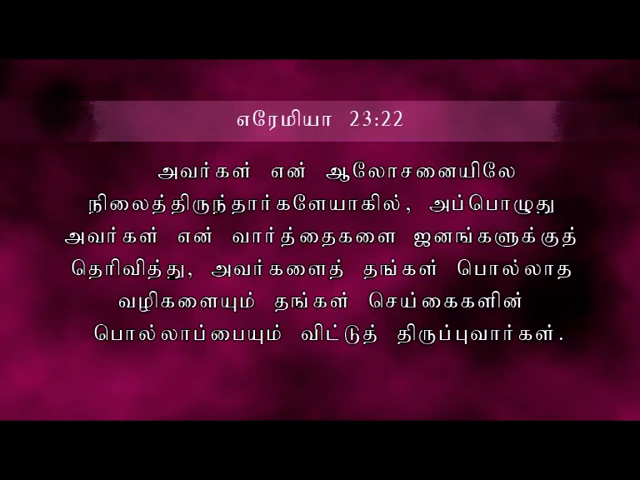 எரேமியா 23:22
அவர்கள் என் ஆலோசனையிலே
நிலைத்திருந்தார்களேயாகில், அப்பொழுது
அவர்கள் என் வார்த்தைகளை ஜனங்களுக்குத்
தெரிவித்து, அவர்களைத் தங்கள் பொல்லாத
வழிகளையும் தங்கள் செய்கைகளின்
பொல்லாப்பையும் விட்டுத் திருப்புவார்கள்.